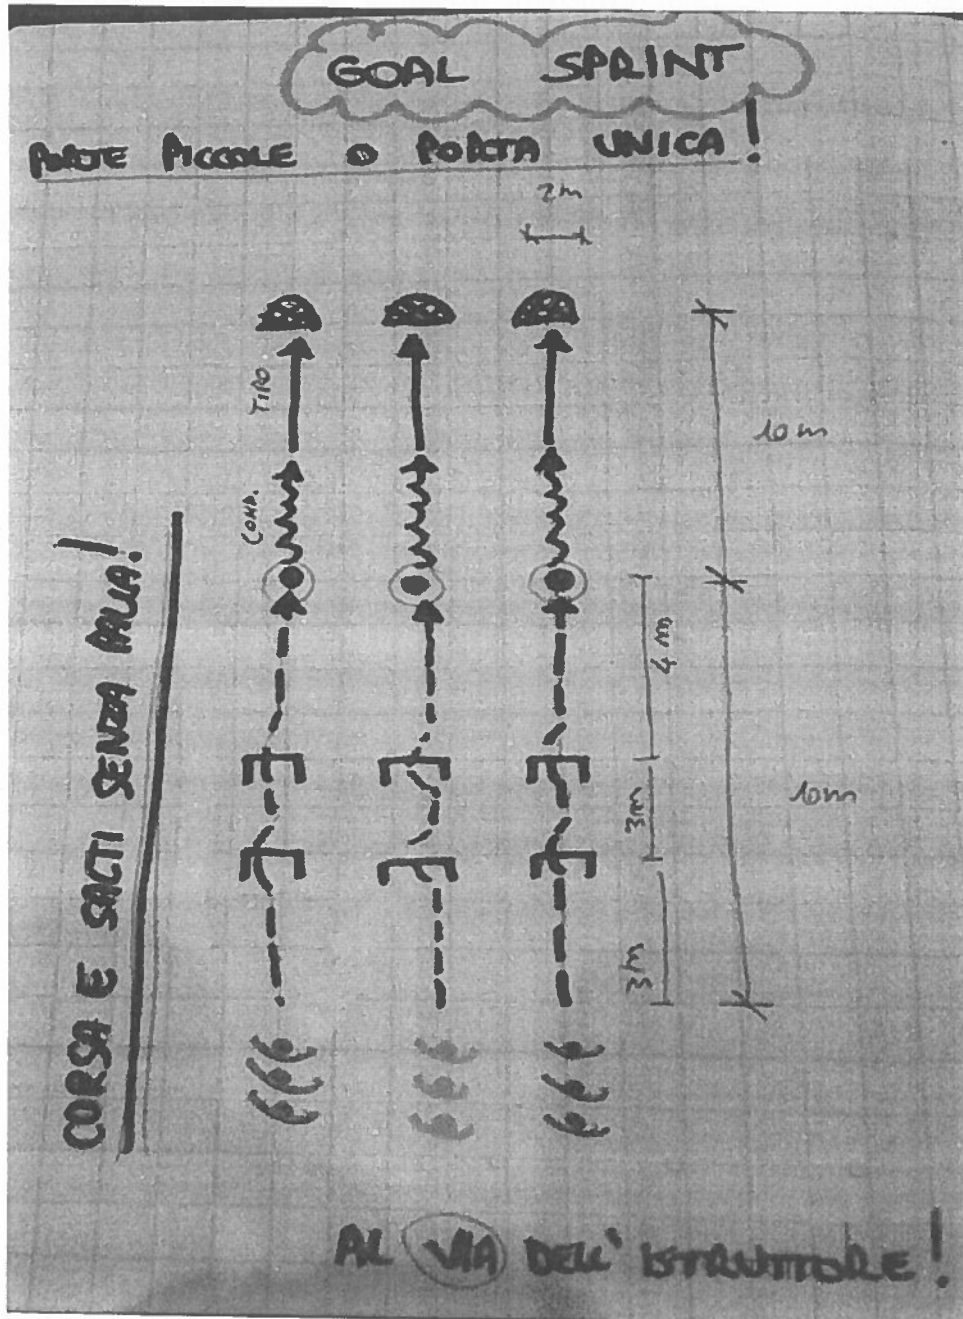 GOAL SPRINT
PORTE PICCOLE O PORTA UNICA!
2m
TIRO
10m
COND.
CORSA E SALTI SENZA PALLA!
4m
3m
10m
3m
AL VIA DELL'ISTRUTTORE!